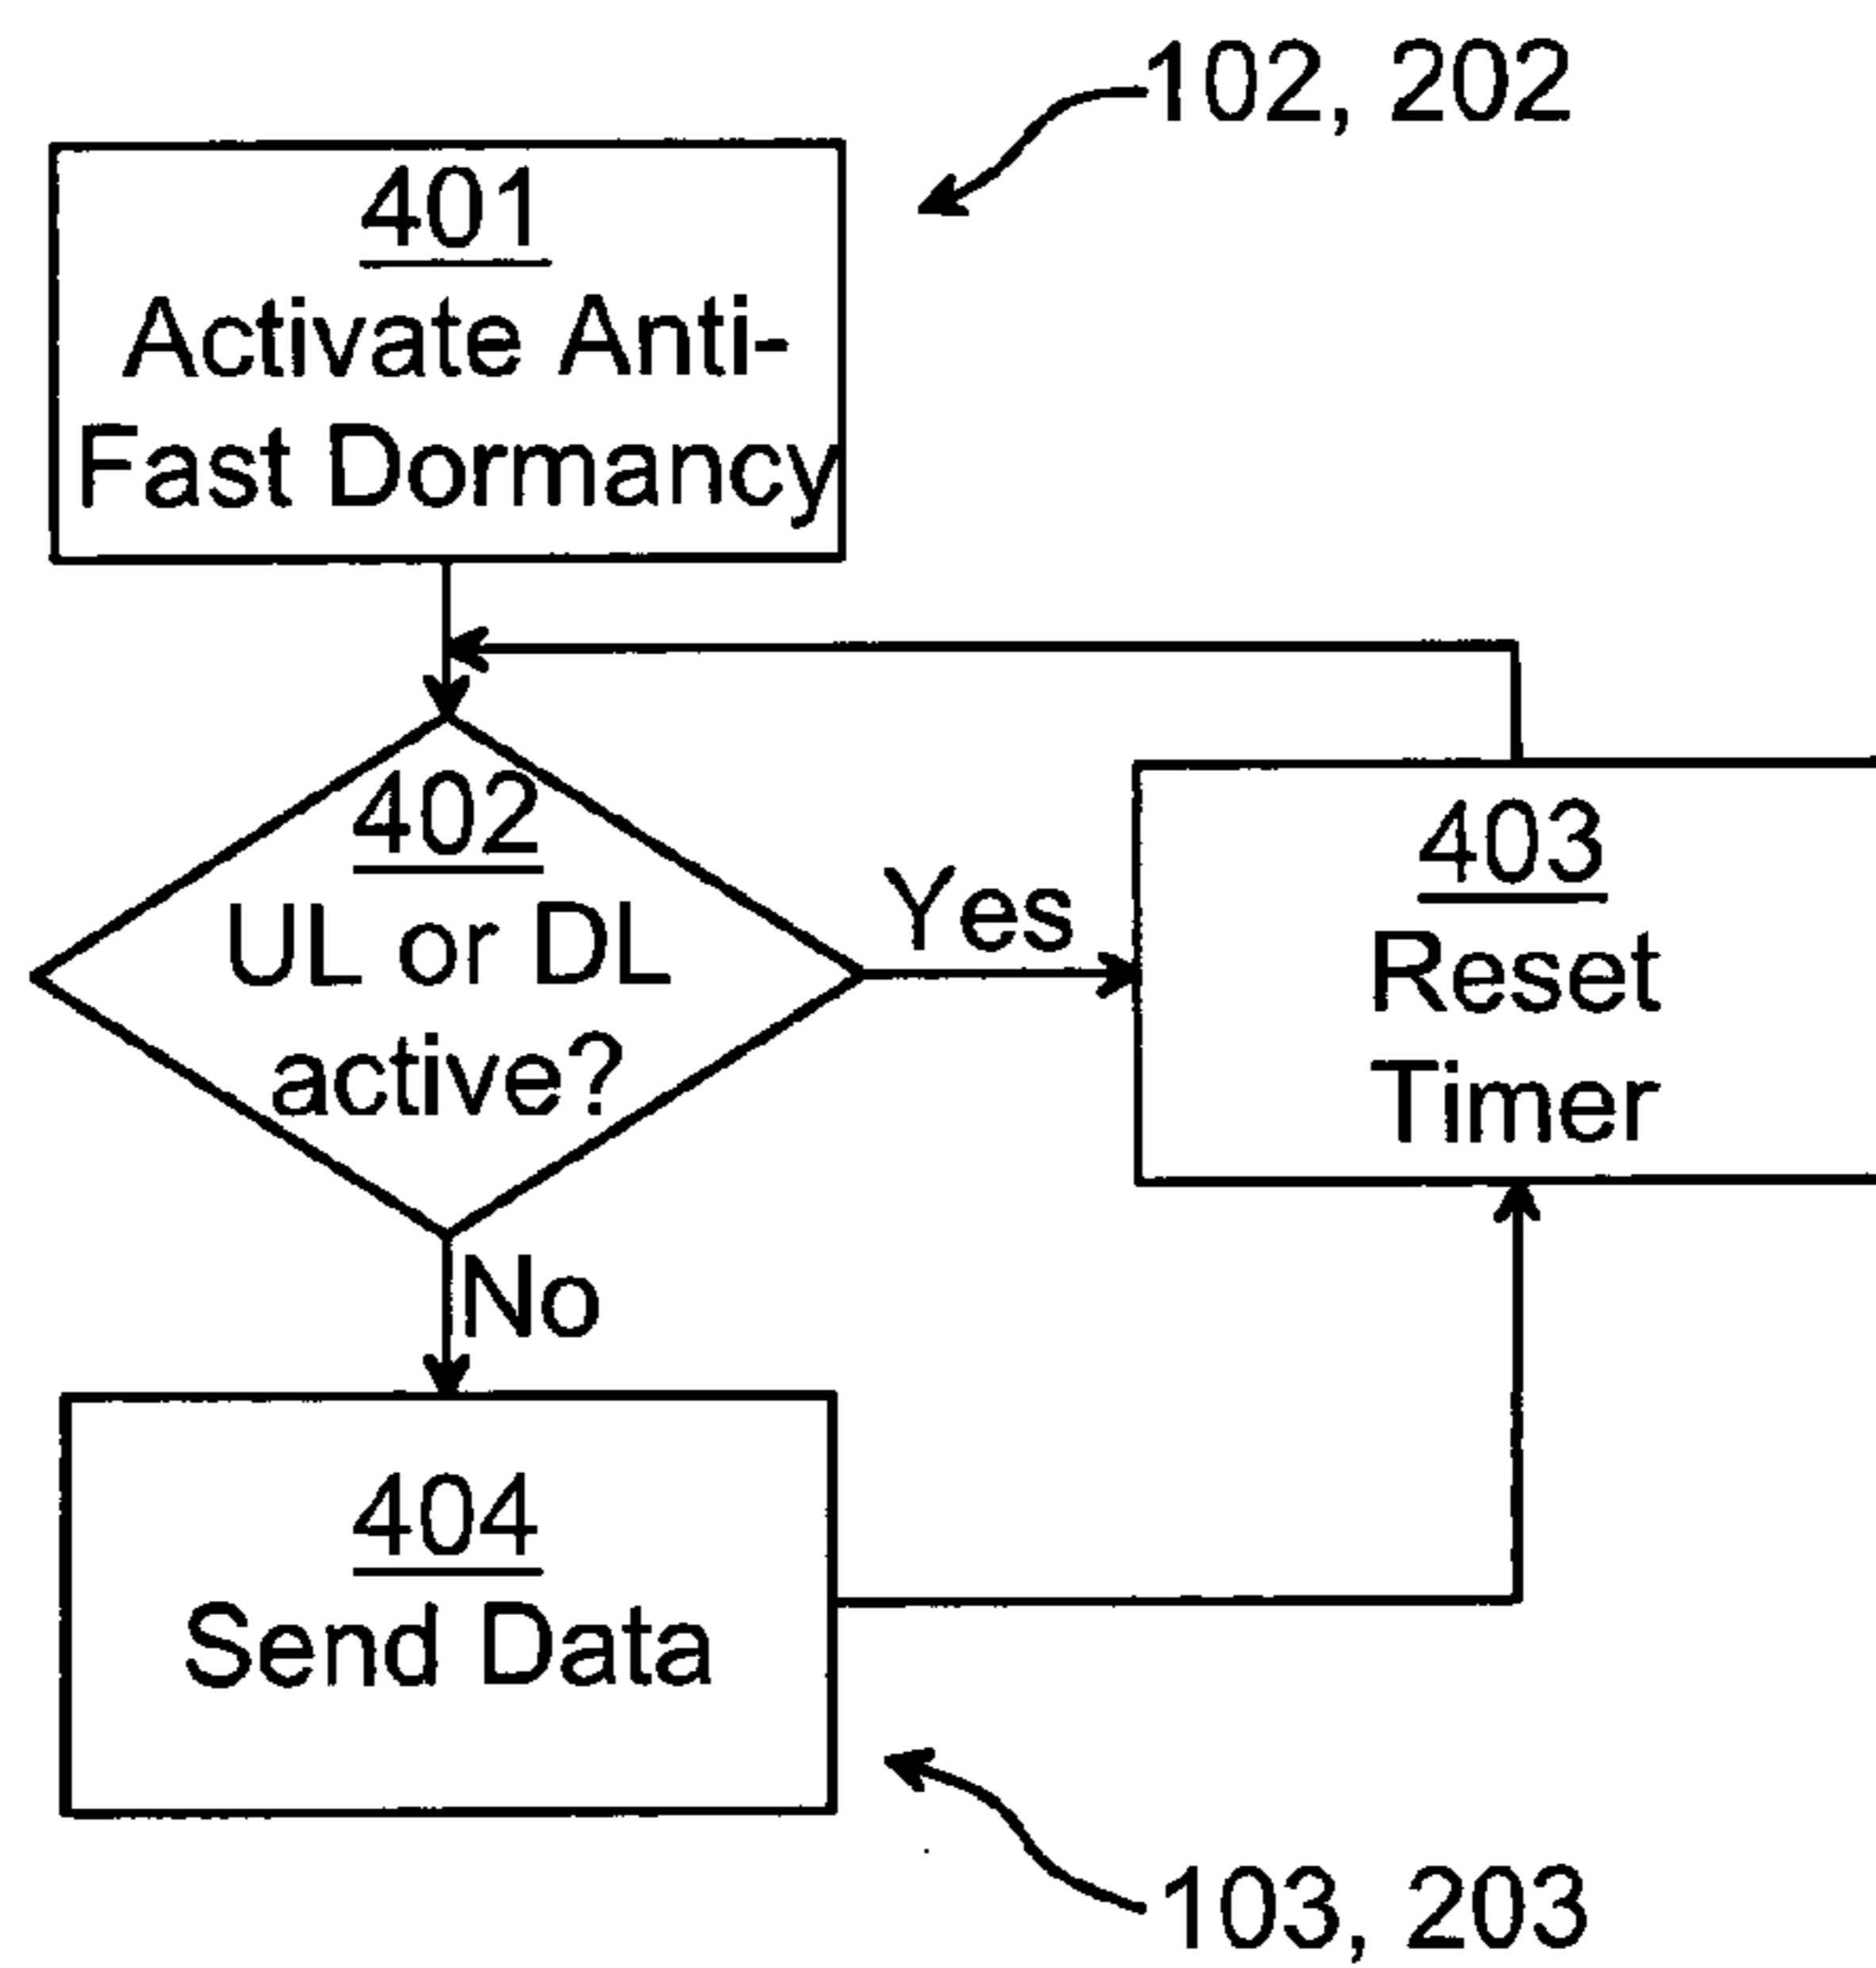 102, 202
401
Activate Anti-
Fast Dormancy
402
UL or DL
active?
Yes
403
Reset
Timer
No
404
Send Data
103, 203